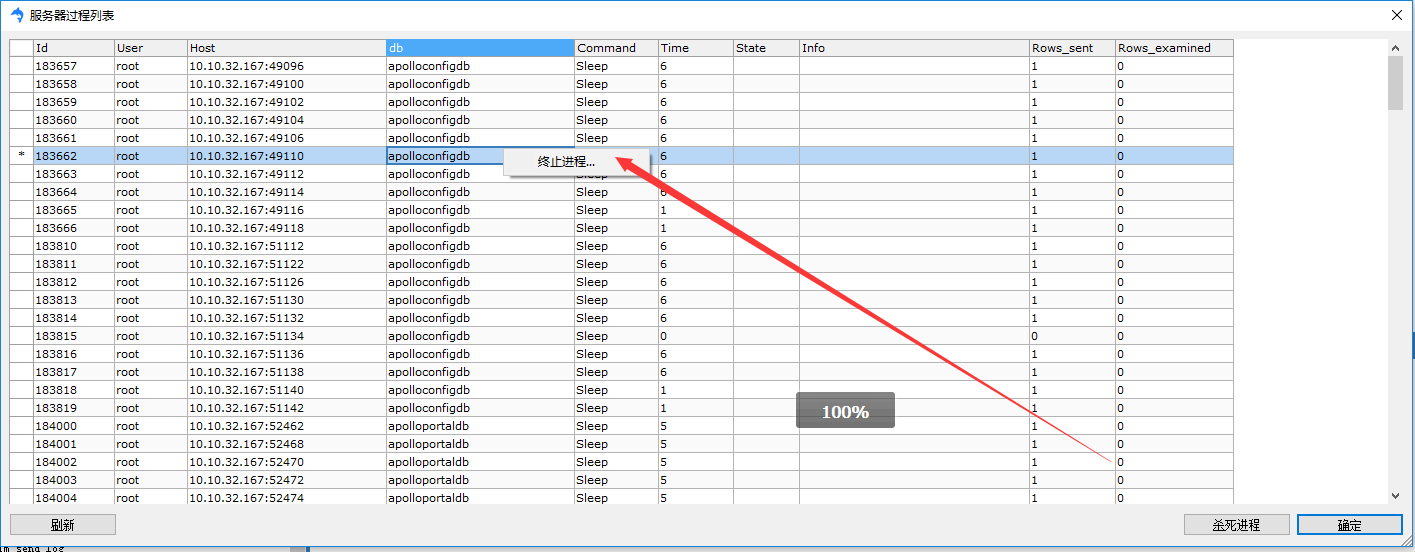 服务器过程列表
Id User Host db Command Time State Info Rows_sent Rows_examined
183657 root 10.10.32.167:49096 apolloconfigdb Sleep 6 1 0
183658 root 10.10.32.167:49100 apolloconfigdb Sleep 6 1 0
183659 root 10.10.32.167:49102 apolloconfigdb Sleep 6 1 0
183660 root 10.10.32.167:49104 apolloconfigdb Sleep 6 1 0
183661 root 10.10.32.167:49106 apolloconfigdb Sleep 6 1 0
* 183662 root 10.10.32.167:49110 apolloconfigdb 6 1 0
终止进程...
183663 root 10.10.32.167:49112 apolloconfigdb Sleep 6 1 0
183664 root 10.10.32.167:49114 apolloconfigdb Sleep 6 1 0
183665 root 10.10.32.167:49116 apolloconfigdb Sleep 1 1 0
183666 root 10.10.32.167:49118 apolloconfigdb Sleep 1 1 0
183810 root 10.10.32.167:51112 apolloconfigdb Sleep 6 1 0
183811 root 10.10.32.167:51122 apolloconfigdb Sleep 6 1 0
183812 root 10.10.32.167:51126 apolloconfigdb Sleep 6 1 0
183813 root 10.10.32.167:51130 apolloconfigdb Sleep 6 1 0
183814 root 10.10.32.167:51132 apolloconfigdb Sleep 6 1 0
183815 root 10.10.32.167:51134 apolloconfigdb Sleep 0 0 0
183816 root 10.10.32.167:51136 apolloconfigdb Sleep 6 1 0
183817 root 10.10.32.167:51138 apolloconfigdb Sleep 6 1 0
183818 root 10.10.32.167:51140 apolloconfigdb Sleep 1 1 0
183819 root 10.10.32.167:51142 apolloconfigdb Sleep 1 1 0
100%
184000 root 10.10.32.167:52462 apolloportaldb Sleep 5 1 0
184001 root 10.10.32.167:52468 apolloportaldb Sleep 5 1 0
184002 root 10.10.32.167:52470 apolloportaldb Sleep 5 1 0
184003 root 10.10.32.167:52472 apolloportaldb Sleep 5 1 0
184004 root 10.10.32.167:52474 apolloportaldb Sleep 5 1 0
刷新 杀死进程 确定